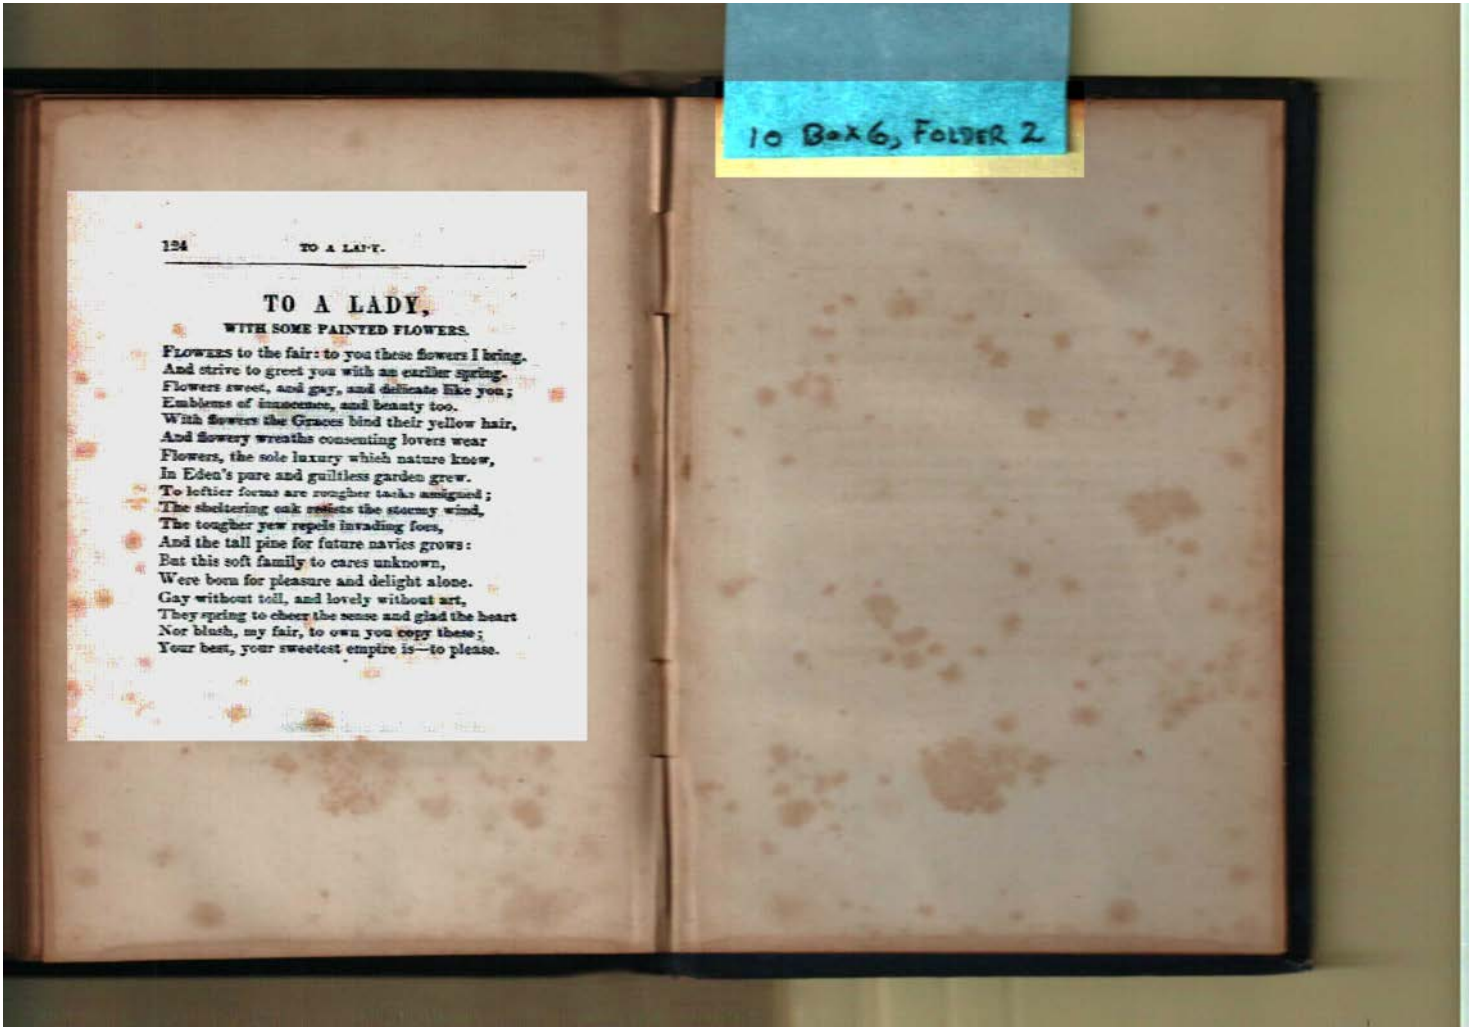 10 BOX 6, FOLDER 2
124 TO A LADY.
TO A LADY,
WITH SOME PAINTED FLOWERS.
FLOWERS to the fair: to you these flowers I bring,
And strive to greet you with an earlier spring.
Flowers sweet, and gay, and delicate like you;
Emblems of innocence, and beauty too.
With flowers the Graces bind their yellow hair,
And flowery wreaths consenting lovers wear
Flowers, the sole luxury which nature knew,
In Eden's pure and guiltless garden grew.
To loftier forms are rougher tasks assigned;
The sheltering oak resists the stormy wind,
The tougher yew repels invading foes,
And the tall pine for future navies grows:
But this soft family to cares unknown,
Were born for pleasure and delight alone.
Gay without toil, and lovely without art,
They spring to cheer the sense and glad the heart
Nor blush, my fair, to own you copy these;
Your best, your sweetest empire is—to please.